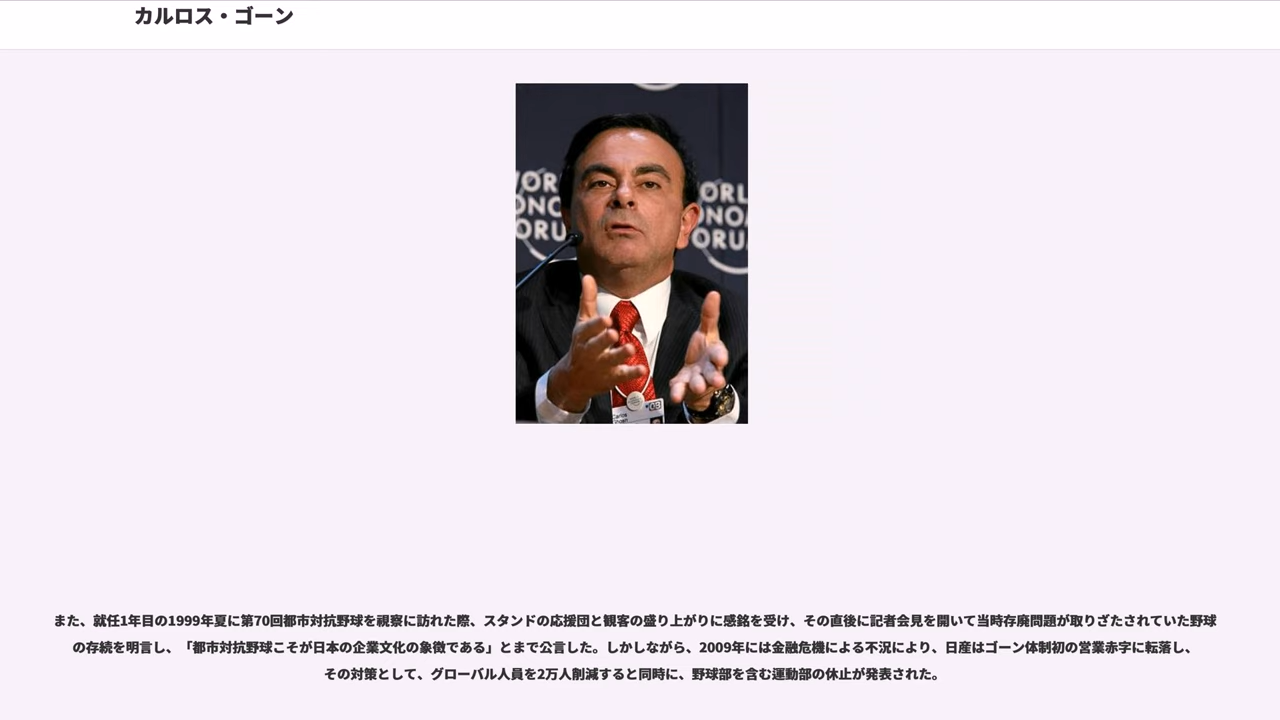 カルロス・ゴーン
WOR
ONO
ORU
ORL
ONO
ORU
Carlos
また、就任1年目の1999年夏に第70回都市対抗野球を視察に訪れた際、スタンドの応援団と観客の盛り上がりに感銘を受け、その直後に記者会見を開いて当時存廃問題が取りざたされていた野球
の存続を明言し、「都市対抗野球こそが日本の企業文化の象徴である」とまで公言した。しかしながら、2009年には金融危機による不況により、日産はゴーン体制初の営業赤字に転落し、
その対策として、グローバル人員を2万人削減すると同時に、野球部を含む運動部の休止が発表された。